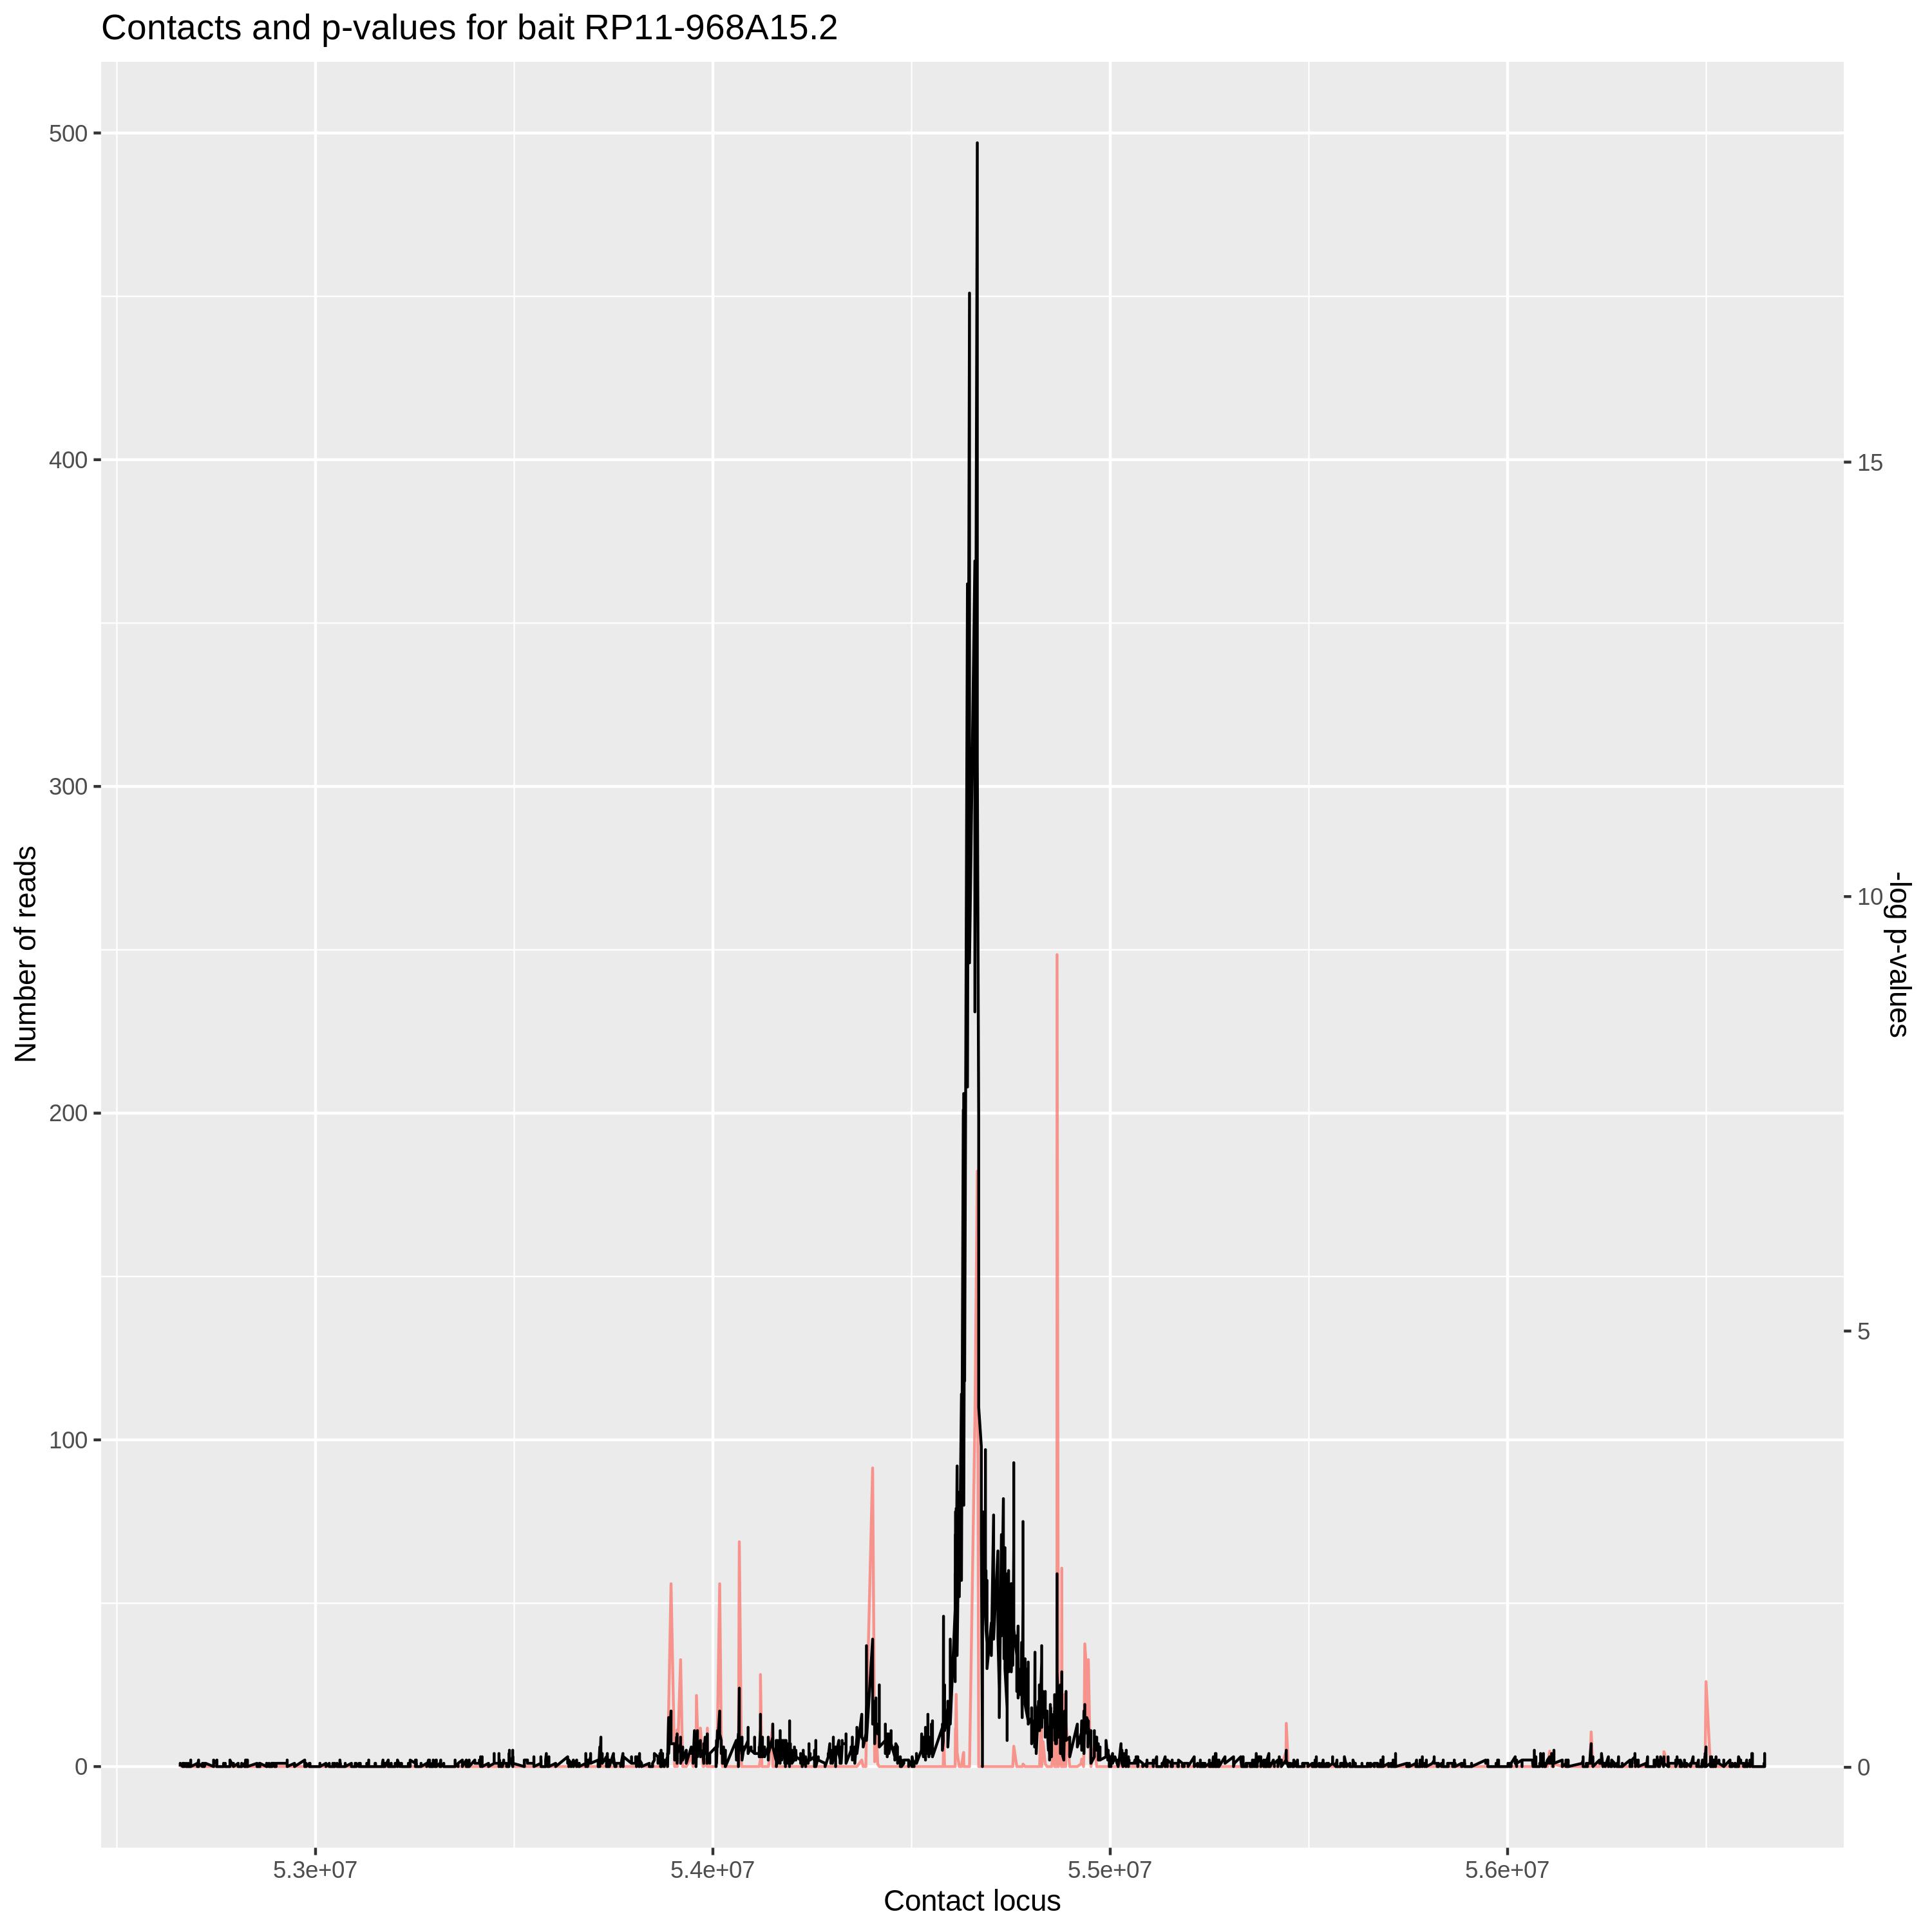 Contacts and p-values for bait RP11-968A15.2
500
400
300
200
100
0
Number of reads
15
10
5
0
-log p-values
5.3e+07
5.4e+07
5.5e+07
5.6e+07
Contact locus